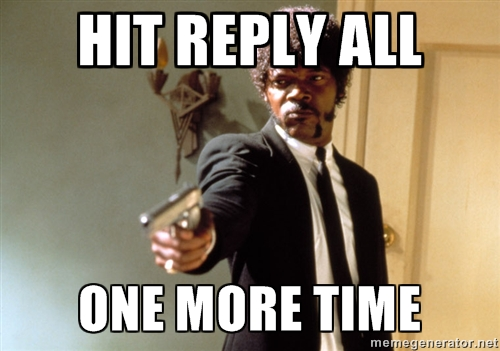 HIT REPLY ALL
ONE MORE TIME
memegenerator.net